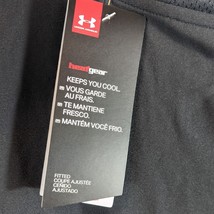 UNDER ARMOUR
heatgear
KEEPS YOU COOL.
= VOUS GARDE
AU FRAIS.
= TE MANTIENE
FRESCO.
= MANTÉM VOCÊ FRIO.
FITTED
COUPE AJUSTÉE
CEÑIDO
AJUSTADO